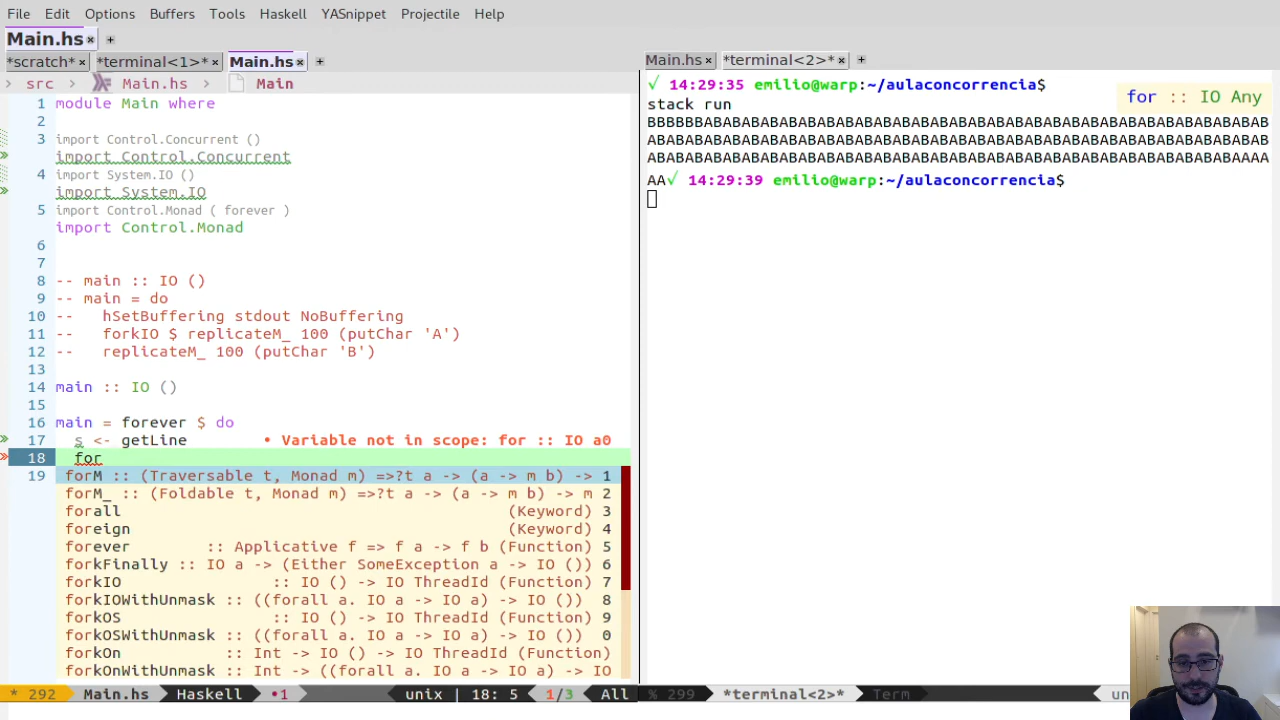 File Edit Options Buffers Tools Haskell YASnippet Projectile Help
Main.hs × +
*scratch* × *terminal<1>* × Main.hs × +
src > Main.hs > Main
1 module Main where
2
import Control.Concurrent ()
3 import Control.Concurrent
import System.IO ()
4 import System.IO
import Control.Monad ( forever )
5 import Control.Monad
6
7
8 -- main :: IO ()
9 -- main = do
10 --   hSetBuffering stdout NoBuffering
11 --   forkIO $ replicateM_ 100 (putChar 'A')
12 --   replicateM_ 100 (putChar 'B')
13
14 main :: IO ()
15
16 main = forever $ do
17   s <- getLine • Variable not in scope: for :: IO a0
18   for
19 forM :: (Traversable t, Monad m) =>?t a -> (a -> m b) -> 1
forM_ :: (Foldable t, Monad m) =>?t a -> (a -> m b) -> m 2
forall (Keyword) 3
foreign (Keyword) 4
forever :: Applicative f => f a -> f b (Function) 5
forkFinally :: IO a -> (Either SomeException a -> IO ()) 6
forkIO :: IO () -> IO ThreadId (Function) 7
forkIOWithUnmask :: ((forall a. IO a -> IO a) -> IO ()) 8
forkOS :: IO () -> IO ThreadId (Function) 9
forkOSWithUnmask :: ((forall a. IO a -> IO a) -> IO ()) 0
forkOn :: Int -> IO () -> IO ThreadId (Function)
forkOnWithUnmask :: Int -> ((forall a. IO a -> IO a) -> IO
* 292 Main.hs Haskell •1 unix | 18: 5 1/3 All
Main.hs × *terminal<2>* × +
√ 14:29:35 emilio@warp:~/aulaconcorrencia$
for :: IO Any
stack run
BBBBBBABABABABABABABABABABABABABABABABABABABABABABABABABABABABABAB
ABABABABABABABABABABABABABABABABABABABABABABABABABABABABABABABABAB
ABABABABABABABABABABABABABABABABABABABABABABABABABABABABABABABAAAA
AA√ 14:29:39 emilio@warp:~/aulaconcorrencia$
% 299 *terminal<2>* Term un